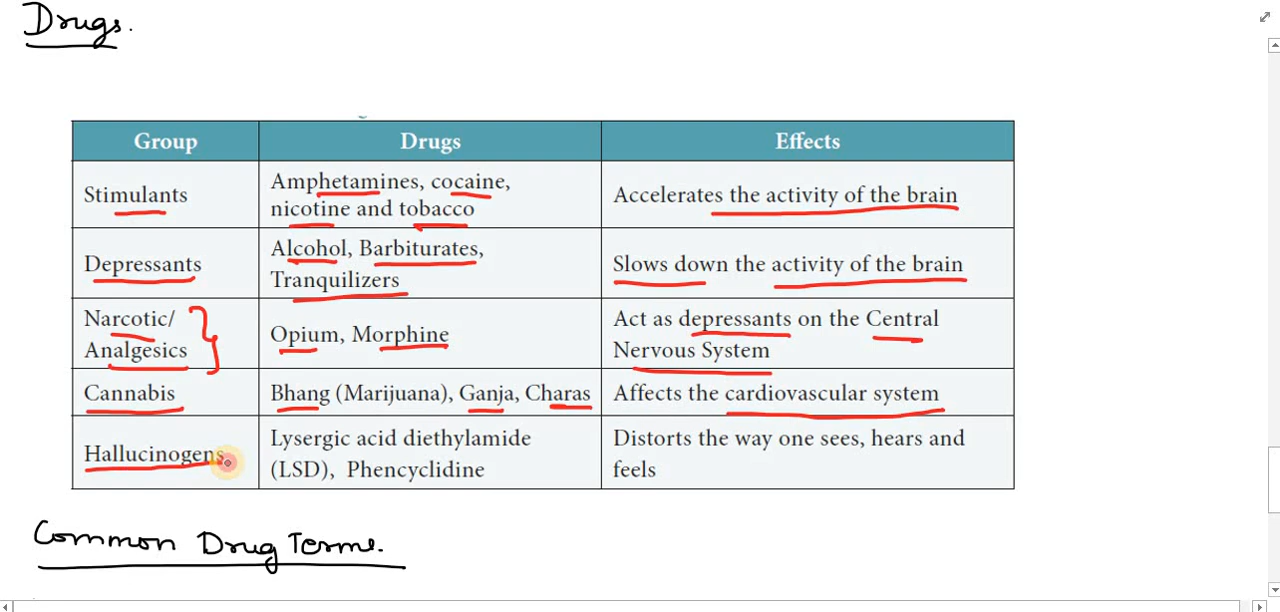 Drugs.
Group Drugs Effects
Stimulants
Amphetamines, cocaine,
nicotine and tobacco
Accelerates the activity of the brain
Depressants
Alcohol, Barbiturates,
Tranquilizers
Slows down the activity of the brain
Narcotic/
Analgesics
Opium, Morphine
Act as depressants on the Central
Nervous System
Cannabis
Bhang (Marijuana), Ganja, Charas
Affects the cardiovascular system
Hallucinogens
Lysergic acid diethylamide
(LSD), Phencyclidine
Distorts the way one sees, hears and
feels
Common Drug Terms.